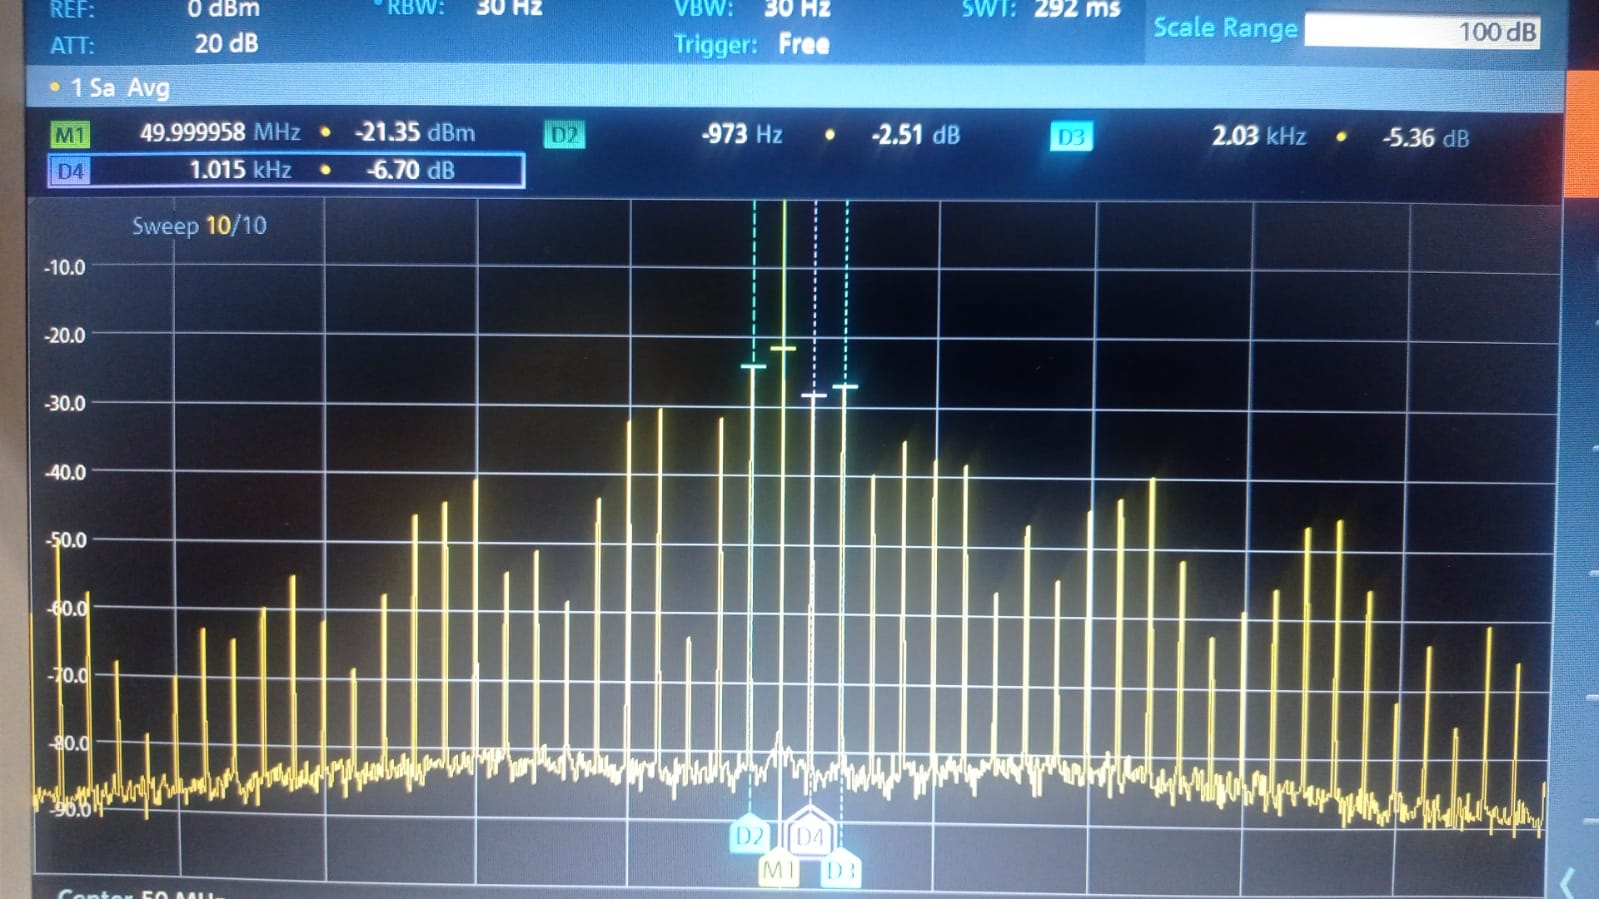 REF: 0 dBm RBW: 30 Hz VBW: 30 Hz SWT: 292 ms
ATT: 20 dB Trigger: Free Scale Range 100 dB
1 Sa Avg
M1 49.999958 MHz -21.35 dBm D2 -973 Hz -2.51 dB D3 2.03 kHz -5.36 dB
D4 1.015 kHz -6.70 dB
Sweep 10/10
-10.0
-20.0
-30.0
-40.0
-50.0
-60.0
-70.0
-80.0
-90.0
D2 D4
M1 D3
Center 50 MHz